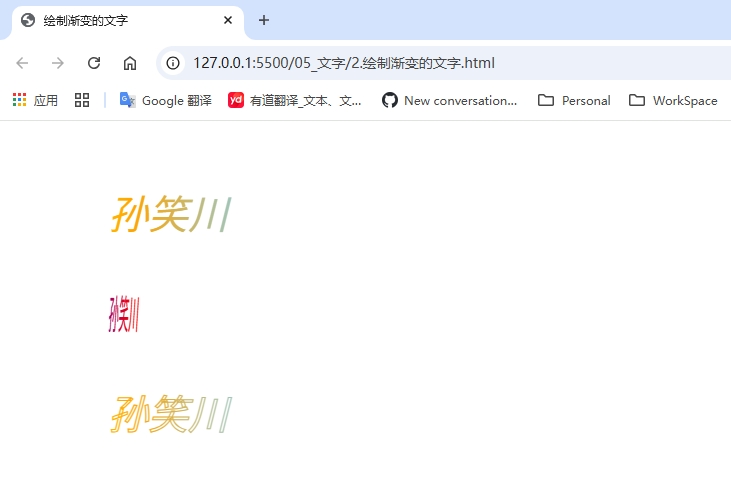 绘制渐变的文字
127.0.0.1:5500/05_文字/2.绘制渐变的文字.html
应用 Google 翻译 有道翻译_文本、文... New conversation... Personal WorkSpace
孙笑川
孙笑川
孙笑川